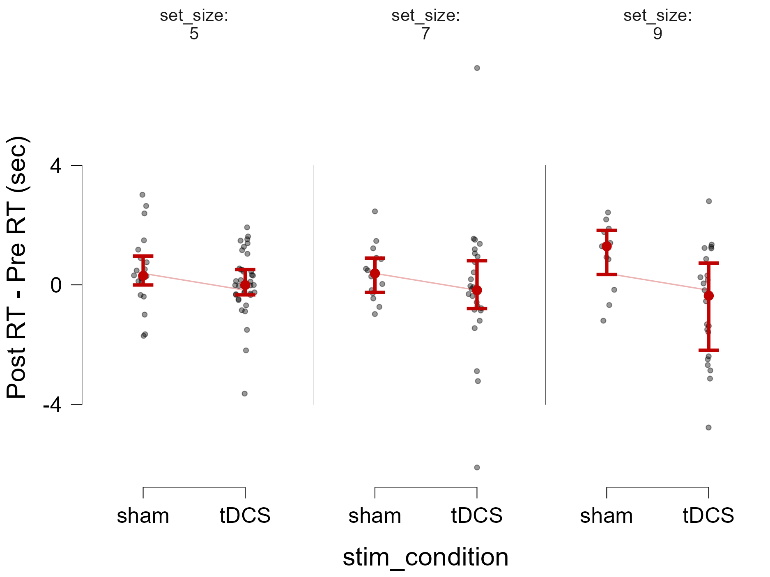 set_size:
5
set_size:
7
set_size:
9
Post RT - Pre RT (sec)
4
0
-4
sham
tDCS
sham
tDCS
sham
tDCS
stim_condition